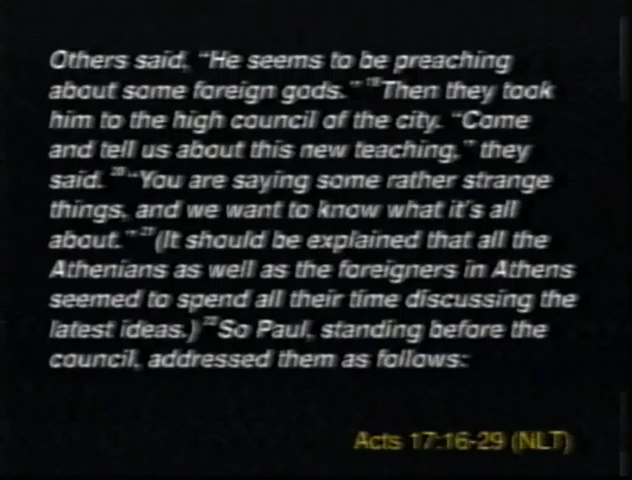 Others said, "He seems to be preaching
about some foreign gods." 19Then they took
him to the high council of the city. "Come
and tell us about this new teaching," they
said. 20"You are saying some rather strange
things, and we want to know what it's all
about." 21(It should be explained that all the
Athenians as well as the foreigners in Athens
seemed to spend all their time discussing the
latest ideas.) 22So Paul, standing before the
council, addressed them as follows:
Acts 17:16-29 (NLT)